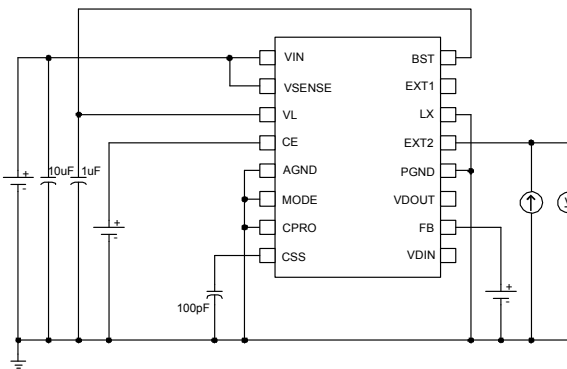 VIN
VSENSE
VL
CE
AGND
MODE
CPRO
CSS
BST
EXT1
LX
EXT2
PGND
VDOUT
FB
VDIN
10uF
1uF
100pF
+
-
+
-
+
-